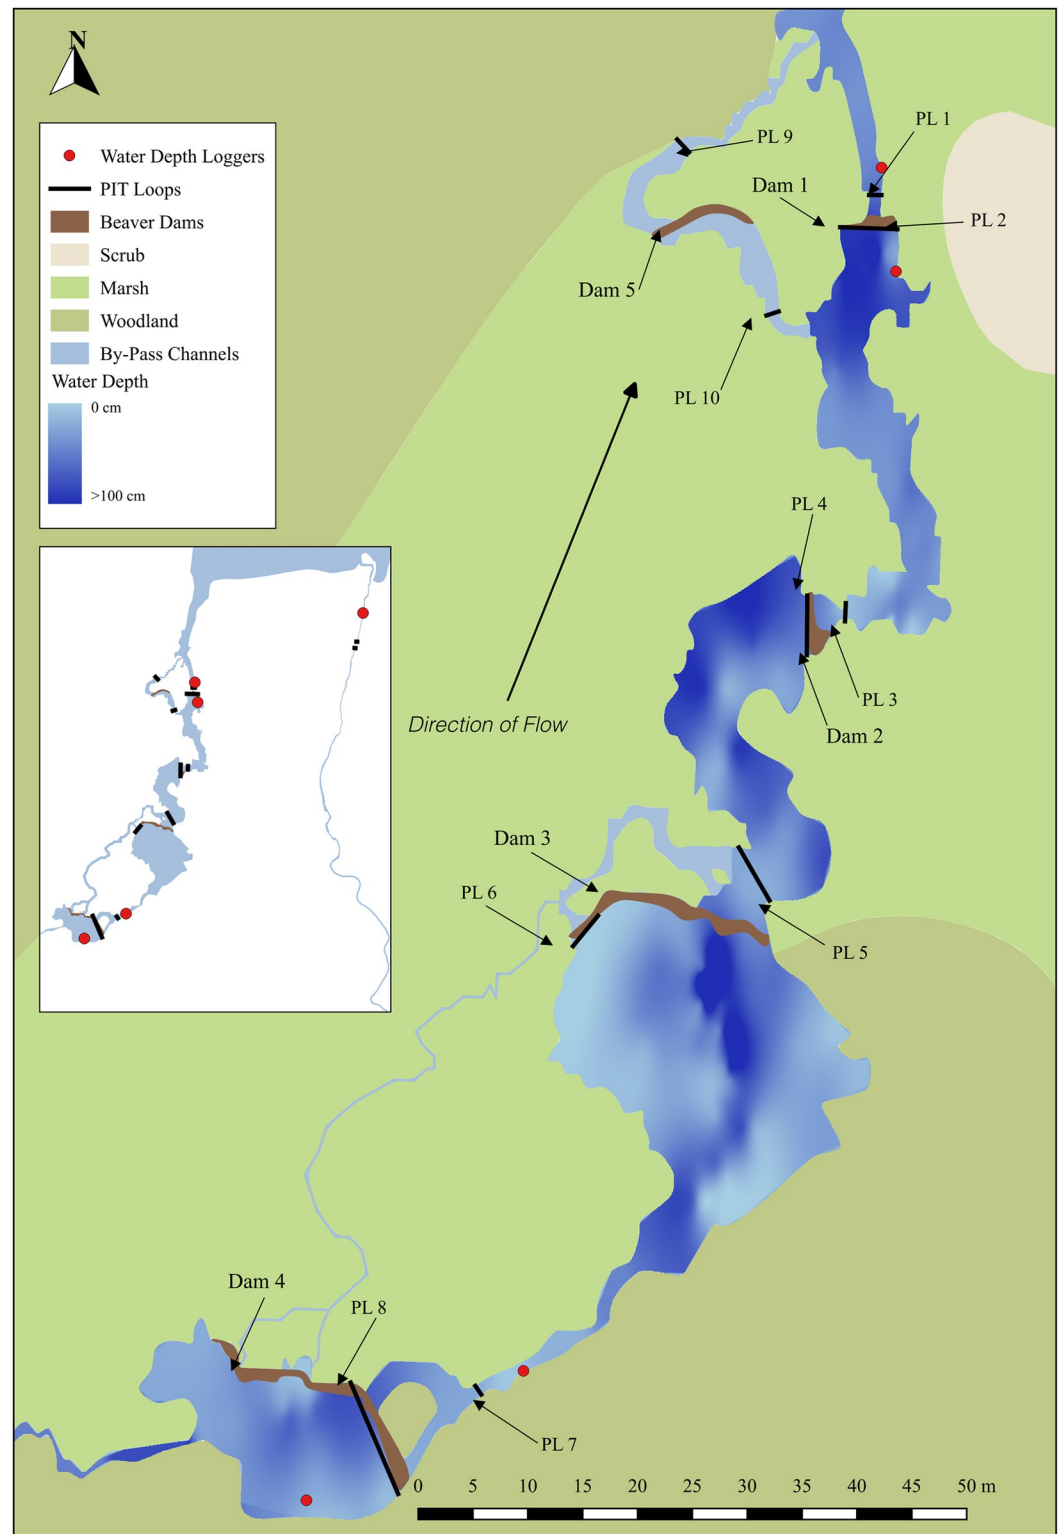 N
Water Depth Loggers
PIT Loops
Beaver Dams
Scrub
Marsh
Woodland
By-Pass Channels
Water Depth
0 cm
>100 cm
PL 1
PL 9
Dam 1
PL 2
Dam 5
PL 10
PL 4
PL 3
Direction of Flow
Dam 2
Dam 3
PL 6
PL 5
Dam 4
PL 8
PL 7
0 5 10 15 20 25 30 35 40 45 50 m